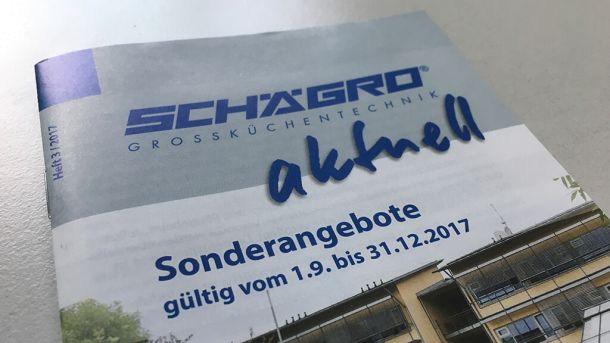 Heft 3 / 2017
SCHÄGRO®
GROSSKÜCHENTECHNIK
aktuell
Sonderangebote
gültig vom 1.9. bis 31.12.2017